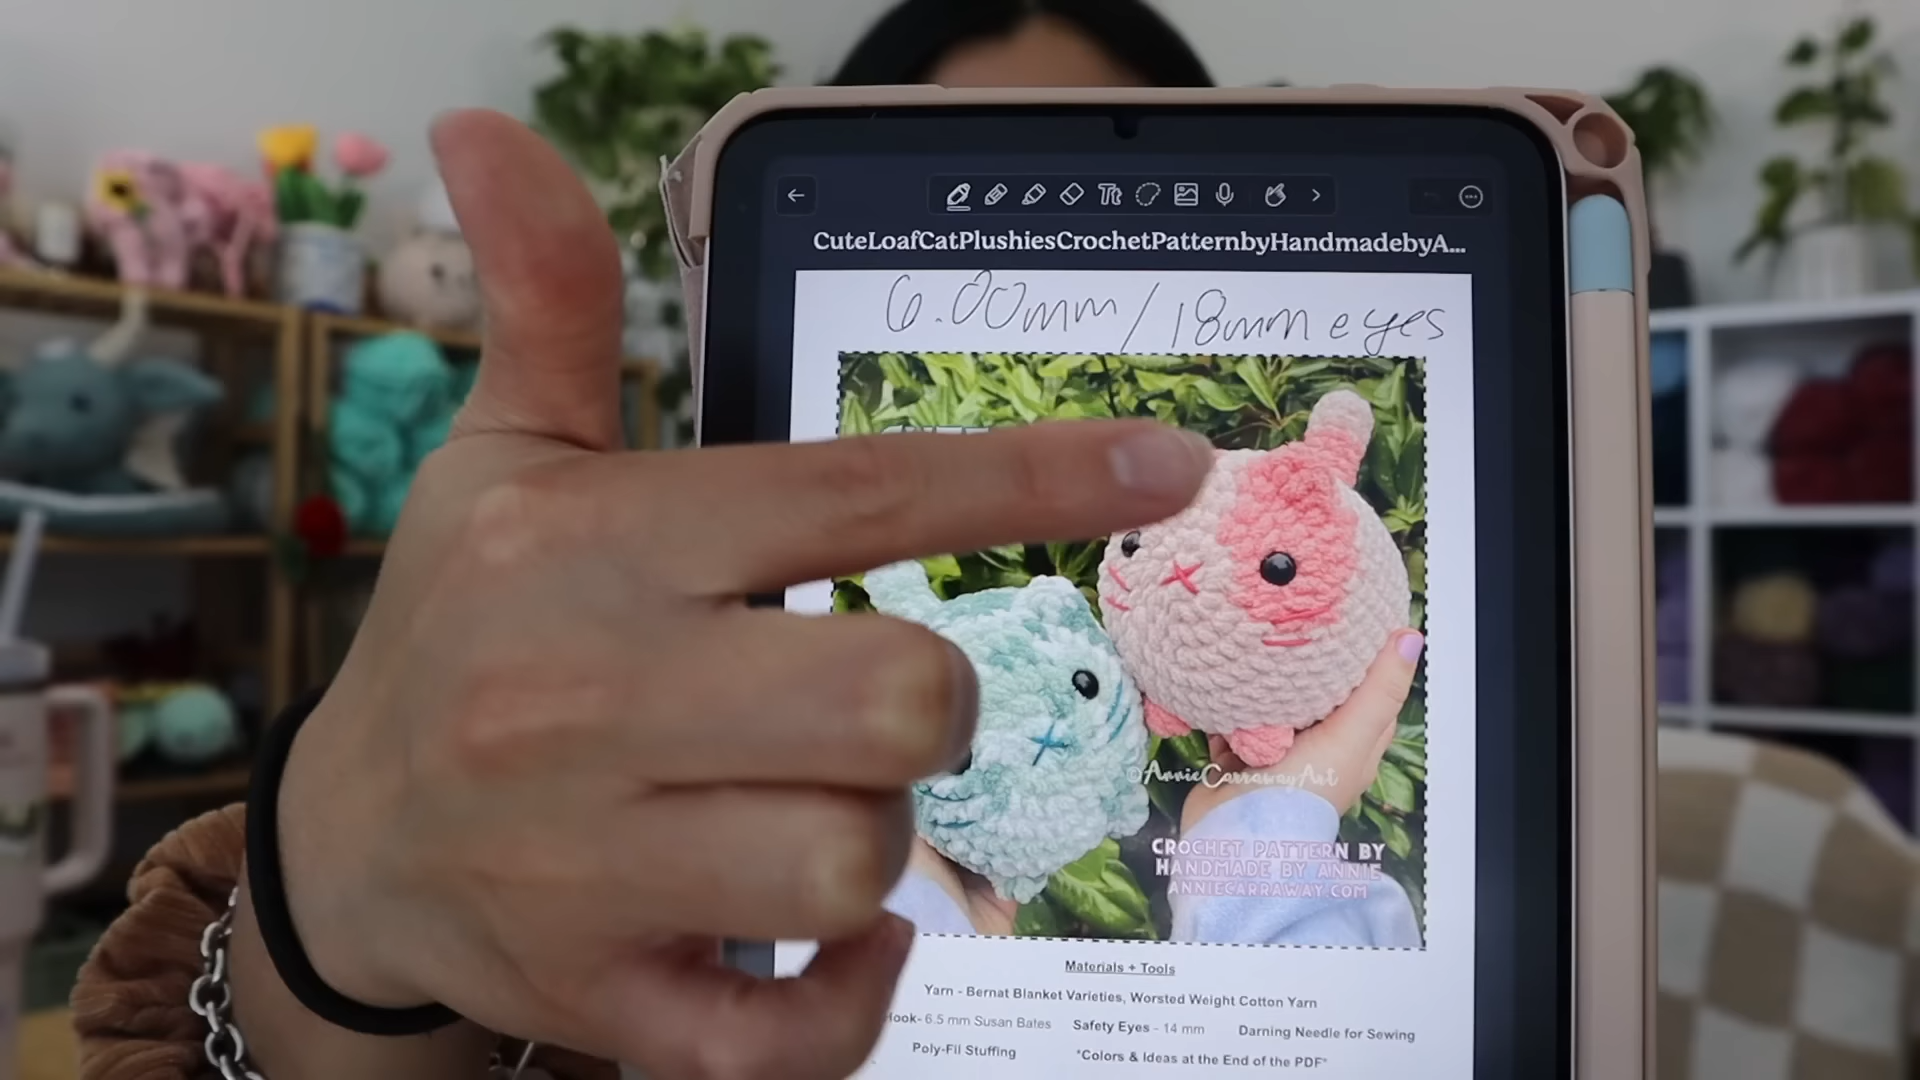 CuteLoafCatPlushiesCrochetPatternbyHandmadebyA...
6.00mm/18mm eyes
©AnnieCarrawayArt
CROCHET PATTERN BY
HANDMADE BY ANNIE
ANNIECARRAWAY.COM
Materials + Tools
Yarn - Bernat Blanket Varieties, Worsted Weight Cotton Yarn
Hook- 6.5 mm Susan Bates Safety Eyes - 14 mm Darning Needle for Sewing
Poly-Fil Stuffing *Colors & Ideas at the End of the PDF*